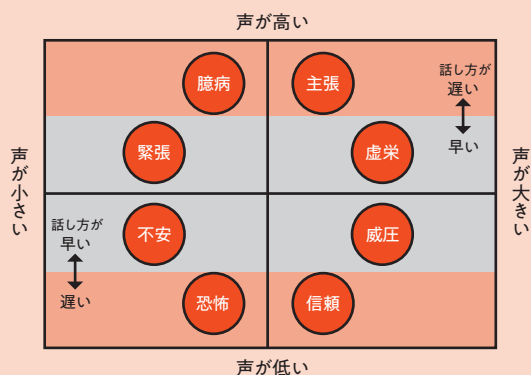 声が高い
臆病
主張
話し方が
遅い
早い
緊張
虚栄
声が小さい
声が大きい
話し方が
早い
遅い
不安
威圧
恐怖
信頼
声が低い